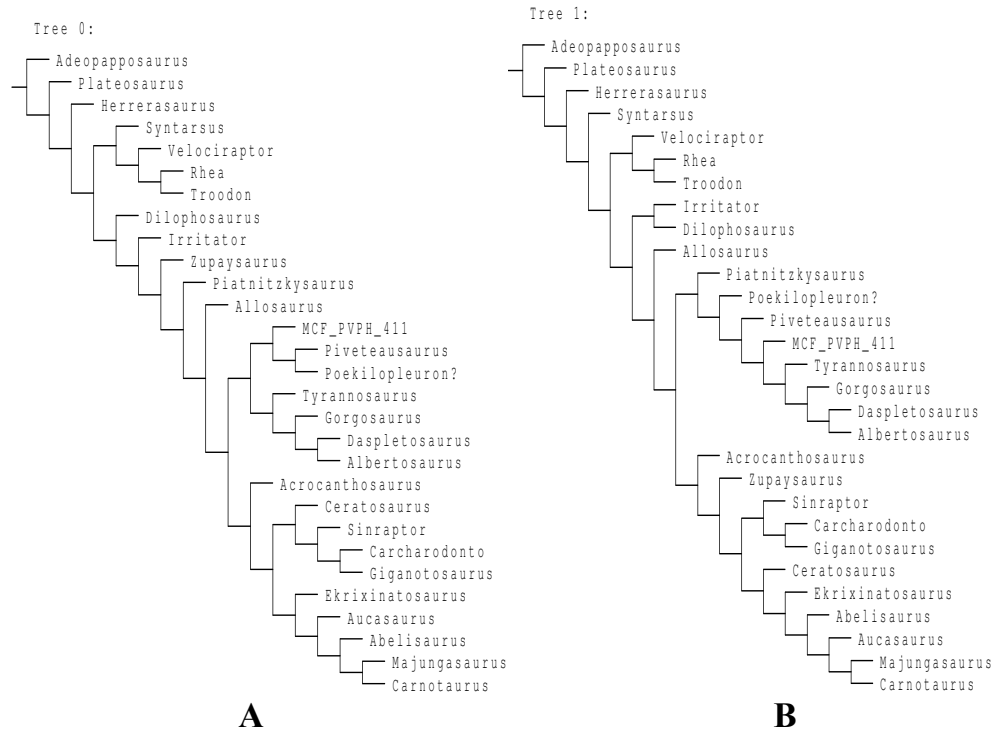 Tree 0:
Adeopapposaurus
Plateosaurus
Herrerasaurus
Syntarsus
Velociraptor
Rhea
Troodon
Dilophosaurus
Irritator
Zupaysaurus
Piatnitzkysaurus
Allosaurus
MCF_PVPH_411
Piveteausaurus
Poekilopleuron?
Tyrannosaurus
Gorgosaurus
Daspletosaurus
Albertosaurus
Acrocanthosaurus
Ceratosaurus
Sinraptor
Carcharodonto
Giganotosaurus
Ekrixinatosaurus
Aucasaurus
Abelisaurus
Majungasaurus
Carnotaurus
A
Tree 1:
Adeopapposaurus
Plateosaurus
Herrerasaurus
Syntarsus
Velociraptor
Rhea
Troodon
Irritator
Dilophosaurus
Allosaurus
Piatnitzkysaurus
Poekilopleuron?
Piveteausaurus
MCF_PVPH_411
Tyrannosaurus
Gorgosaurus
Daspletosaurus
Albertosaurus
Acrocanthosaurus
Zupaysaurus
Sinraptor
Carcharodonto
Giganotosaurus
Ceratosaurus
Ekrixinatosaurus
Abelisaurus
Aucasaurus
Majungasaurus
Carnotaurus
B